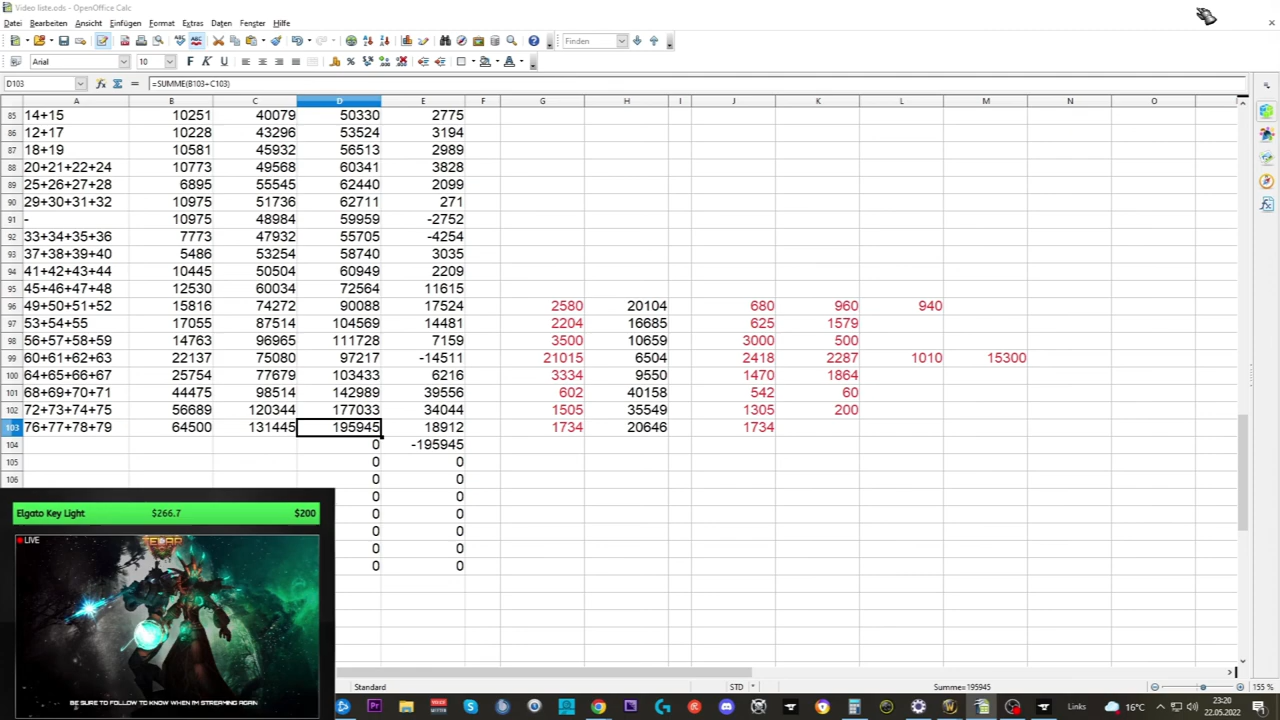 Video liste.ods - OpenOffice Calc
Datei Bearbeiten Ansicht Einfügen Format Extras Daten Fenster Hilfe
Finden
Arial 10
D103 =SUMME(B103+C103)
A B C D E F G H I J K L M N O
85 14+15 10251 40079 50330 2775
86 12+17 10228 43296 53524 3194
87 18+19 10581 45932 56513 2989
88 20+21+22+24 10773 49568 60341 3828
89 25+26+27+28 6895 55545 62440 2099
90 29+30+31+32 10975 51736 62711 271
91 - 10975 48984 59959 -2752
92 33+34+35+36 7773 47932 55705 -4254
93 37+38+39+40 5486 53254 58740 3035
94 41+42+43+44 10445 50504 60949 2209
95 45+46+47+48 12530 60034 72564 11615
96 49+50+51+52 15816 74272 90088 17524 2580 20104 680 960 940
97 53+54+55 17055 87514 104569 14481 2204 16685 625 1579
98 56+57+58+59 14763 96965 111728 7159 3500 10659 3000 500
99 60+61+62+63 22137 75080 97217 -14511 21015 6504 2418 2287 1010 15300
100 64+65+66+67 25754 77679 103433 6216 3334 9550 1470 1864
101 68+69+70+71 44475 98514 142989 39556 602 40158 542 60
102 72+73+74+75 56689 120344 177033 34044 1505 35549 1305 200
103 76+77+78+79 64500 131445 195945 18912 1734 20646 1734
104 0 -195945
105 0 0
106 0 0
0 0
0 0
0 0
0 0
0 0
Elgato Key Light $266.7 $200
LIVE
BE SURE TO FOLLOW TO KNOW WHEN I'M STREAMING AGAIN
Standard STD * Summe=195945 155 %
Links 16°C 23:20
22.05.2022